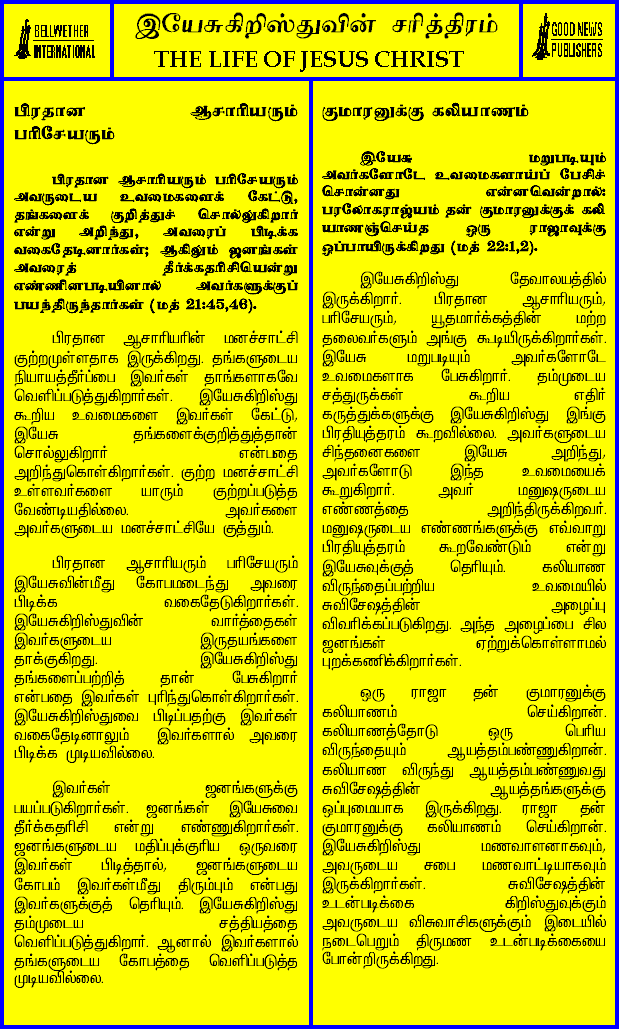 BELLWETHER
INTERNATIONAL
இயேசுகிறிஸ்துவின் சரித்திரம்
THE LIFE OF JESUS CHRIST
GOOD NEWS
PUBLISHERS
பிரதான ஆசாரியரும்
பரிசேயரும்
பிரதான ஆசாரியரும் பரிசேயரும்
அவருடைய உவமைகளைக் கேட்டு,
தங்களைக் குறித்துச் சொல்லுகிறார்
என்று அறிந்து, அவரைப் பிடிக்க
வகைதேடினார்கள்; ஆகிலும் ஜனங்கள்
அவரைத் தீர்க்கதரிசியென்று
எண்ணினபடியினால் அவர்களுக்குப்
பயந்திருந்தார்கள் (மத் 21:45,46).
பிரதான ஆசாரியரின் மனச்சாட்சி
குற்றமுள்ளதாக இருக்கிறது. தங்களுடைய
நியாயத்தீர்ப்பை இவர்கள் தாங்களாகவே
வெளிப்படுத்துகிறார்கள். இயேசுகிறிஸ்து
கூறிய உவமைகளை இவர்கள் கேட்டு,
இயேசு தங்களைக்குறித்துத்தான்
சொல்லுகிறார் என்பதை
அறிந்துகொள்கிறார்கள். குற்ற மனச்சாட்சி
உள்ளவர்களை யாரும் குற்றப்படுத்த
வேண்டியதில்லை. அவர்களை
அவர்களுடைய மனச்சாட்சியே குத்தும்.
பிரதான ஆசாரியரும் பரிசேயரும்
இயேசுவின்மீது கோபமடைந்து அவரை
பிடிக்க வகைதேடுகிறார்கள்.
இயேசுகிறிஸ்துவின் வார்த்தைகள்
இவர்களுடைய இருதயங்களை
தாக்குகிறது. இயேசுகிறிஸ்து
தங்களைப்பற்றித் தான் பேசுகிறார்
என்பதை இவர்கள் புரிந்துகொள்கிறார்கள்.
இயேசுகிறிஸ்துவை பிடிப்பதற்கு இவர்கள்
வகைதேடினாலும் இவர்களால் அவரை
பிடிக்க முடியவில்லை.
இவர்கள் ஜனங்களுக்கு
பயப்படுகிறார்கள். ஜனங்கள் இயேசுவை
தீர்க்கதரிசி என்று எண்ணுகிறார்கள்.
ஜனங்களுடைய மதிப்புக்குரிய ஒருவரை
இவர்கள் பிடித்தால், ஜனங்களுடைய
கோபம் இவர்கள்மீது திரும்பும் என்பது
இவர்களுக்குத் தெரியும். இயேசுகிறிஸ்து
தம்முடைய சத்தியத்தை
வெளிப்படுத்துகிறார். ஆனால் இவர்களால்
தங்களுடைய கோபத்தை வெளிப்படுத்த
முடியவில்லை.
குமாரனுக்கு கலியாணம்
இயேசு மறுபடியும்
அவர்களோடே உவமைகளாய்ப் பேசிச்
சொன்னது என்னவென்றால்:
பரலோகராஜ்யம் தன் குமாரனுக்குக் கலி
யாணஞ்செய்த ஒரு ராஜாவுக்கு
ஒப்பாயிருக்கிறது (மத் 22:1,2).
இயேசுகிறிஸ்து தேவாலயத்தில்
இருக்கிறார். பிரதான ஆசாரியரும்,
பரிசேயரும், யூதமார்க்கத்தின் மற்ற
தலைவர்களும் அங்கு கூடியிருக்கிறார்கள்.
இயேசு மறுபடியும் அவர்களோடே
உவமைகளாக பேசுகிறார். தம்முடைய
சத்துருக்கள் கூறிய எதிர்
கருத்துக்களுக்கு இயேசுகிறிஸ்து இங்கு
பிரதியுத்தரம் கூறவில்லை. அவர்களுடைய
சிந்தனைகளை இயேசு அறிந்து,
அவர்களோடு இந்த உவமையைக்
கூறுகிறார். அவர் மனுஷருடைய
எண்ணத்தை அறிந்திருக்கிறவர்.
மனுஷருடைய எண்ணங்களுக்கு எவ்வாறு
பிரதியுத்தரம் கூறவேண்டும் என்று
இயேசுவுக்குத் தெரியும். கலியாண
விருந்தைப்பற்றிய உவமையில்
சுவிசேஷத்தின் அழைப்பு
விவரிக்கப்படுகிறது. அந்த அழைப்பை சில
ஜனங்கள் ஏற்றுக்கொள்ளாமல்
புறக்கணிக்கிறார்கள்.
ஒரு ராஜா தன் குமாரனுக்கு
கலியாணம் செய்கிறான்.
கலியாணத்தோடு ஒரு பெரிய
விருந்தையும் ஆயத்தம்பண்ணுகிறான்.
கலியாண விருந்து ஆயத்தம்பண்ணுவது
சுவிசேஷத்தின் ஆயத்தங்களுக்கு
ஒப்புமையாக இருக்கிறது. ராஜா தன்
குமாரனுக்கு கலியாணம் செய்கிறான்.
இயேசுகிறிஸ்து மணவாளனாகவும்,
அவருடைய சபை மணவாட்டியாகவும்
இருக்கிறார்கள். சுவிசேஷத்தின்
உடன்படிக்கை கிறிஸ்துவுக்கும்
அவருடைய விசுவாசிகளுக்கும் இடையில்
நடைபெறும் திருமண உடன்படிக்கையை
போன்றிருக்கிறது.